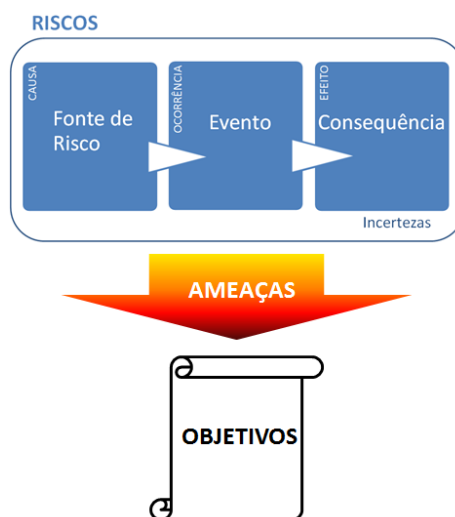 RISCOS
CAUSA
Fonte de
Risco
OCORRÊNCIA
Evento
EFEITO
Consequência
Incertezas
AMEAÇAS
OBJETIVOS